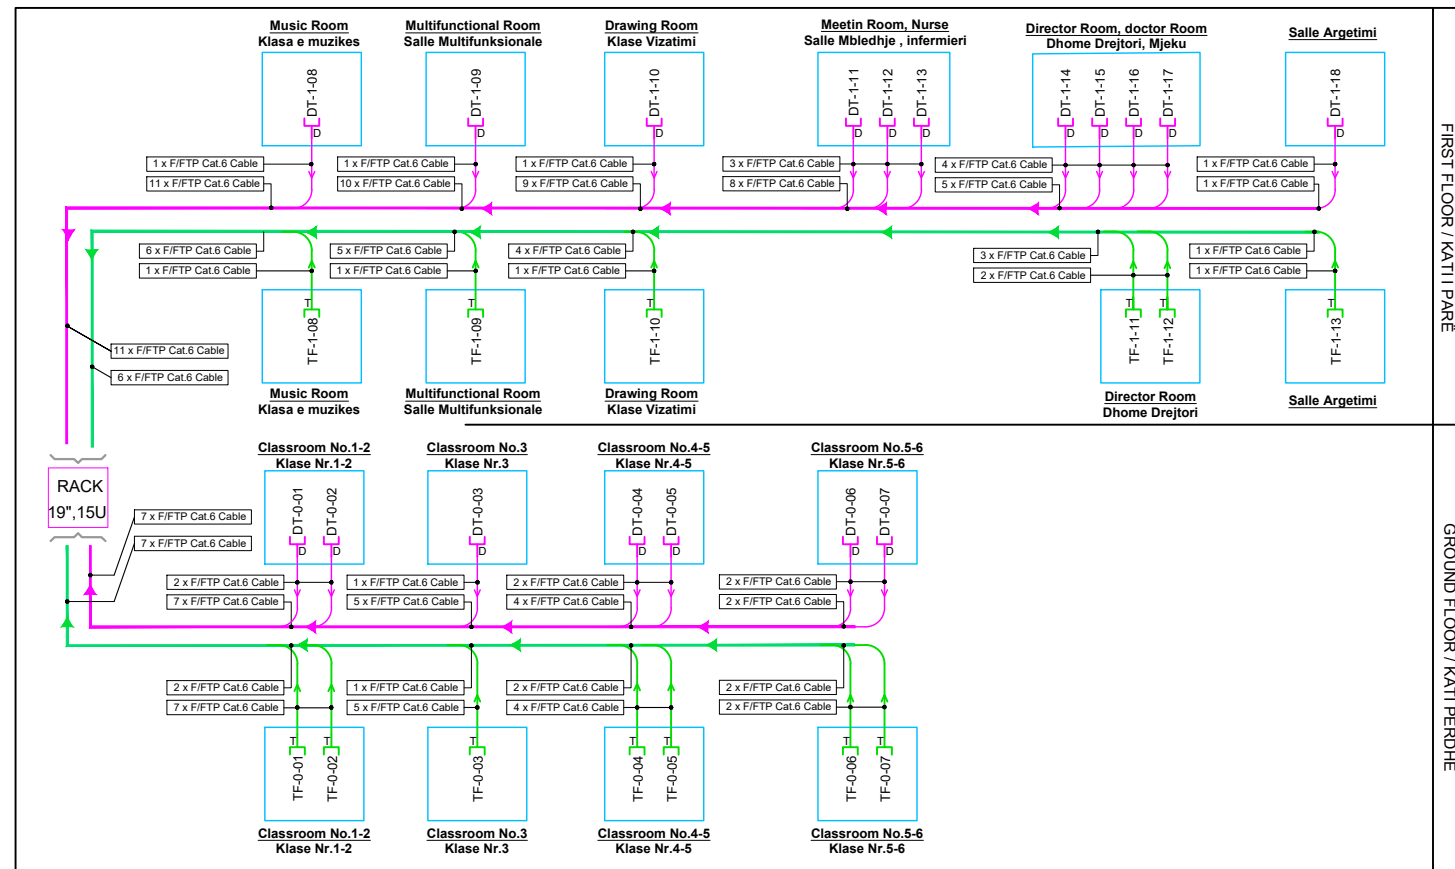 Music Room
Klasa e muzikes
Multifunctional Room
Salle Multifunksionale
Drawing Room
Klase Vizatimi
Meetin Room, Nurse
Salle Mbledhje , infermieri
Director Room, doctor Room
Dhome Drejtori, Mjeku
Salle Argetimi
DT-1-08
DT-1-09
DT-1-10
DT-1-11
DT-1-12
DT-1-13
DT-1-14
DT-1-15
DT-1-16
DT-1-17
DT-1-18
D
D
D
D
D
D
D
D
D
D
D
1 x F/FTP Cat.6 Cable
1 x F/FTP Cat.6 Cable
1 x F/FTP Cat.6 Cable
3 x F/FTP Cat.6 Cable
4 x F/FTP Cat.6 Cable
1 x F/FTP Cat.6 Cable
11 x F/FTP Cat.6 Cable
10 x F/FTP Cat.6 Cable
9 x F/FTP Cat.6 Cable
8 x F/FTP Cat.6 Cable
5 x F/FTP Cat.6 Cable
1 x F/FTP Cat.6 Cable
6 x F/FTP Cat.6 Cable
5 x F/FTP Cat.6 Cable
4 x F/FTP Cat.6 Cable
3 x F/FTP Cat.6 Cable
1 x F/FTP Cat.6 Cable
1 x F/FTP Cat.6 Cable
1 x F/FTP Cat.6 Cable
1 x F/FTP Cat.6 Cable
2 x F/FTP Cat.6 Cable
1 x F/FTP Cat.6 Cable
T
T
T
T
T
T
TF-1-08
TF-1-09
TF-1-10
TF-1-11
TF-1-12
TF-1-13
11 x F/FTP Cat.6 Cable
6 x F/FTP Cat.6 Cable
Music Room
Klasa e muzikes
Multifunctional Room
Salle Multifunksionale
Drawing Room
Klase Vizatimi
Director Room
Dhome Drejtori
Salle Argetimi
FIRST FLOOR / KATI I PARË
Classroom No.1-2
Klase Nr.1-2
Classroom No.3
Klase Nr.3
Classroom No.4-5
Klase Nr.4-5
Classroom No.5-6
Klase Nr.5-6
RACK
19",15U
DT-0-01
DT-0-02
DT-0-03
DT-0-04
DT-0-05
DT-0-06
DT-0-07
D
D
D
D
D
D
D
7 x F/FTP Cat.6 Cable
7 x F/FTP Cat.6 Cable
2 x F/FTP Cat.6 Cable
1 x F/FTP Cat.6 Cable
2 x F/FTP Cat.6 Cable
2 x F/FTP Cat.6 Cable
7 x F/FTP Cat.6 Cable
5 x F/FTP Cat.6 Cable
4 x F/FTP Cat.6 Cable
2 x F/FTP Cat.6 Cable
2 x F/FTP Cat.6 Cable
1 x F/FTP Cat.6 Cable
2 x F/FTP Cat.6 Cable
2 x F/FTP Cat.6 Cable
7 x F/FTP Cat.6 Cable
5 x F/FTP Cat.6 Cable
4 x F/FTP Cat.6 Cable
2 x F/FTP Cat.6 Cable
T
T
T
T
T
T
T
TF-0-01
TF-0-02
TF-0-03
TF-0-04
TF-0-05
TF-0-06
TF-0-07
Classroom No.1-2
Klase Nr.1-2
Classroom No.3
Klase Nr.3
Classroom No.4-5
Klase Nr.4-5
Classroom No.5-6
Klase Nr.5-6
GROUND FLOOR / KATI PERDHE